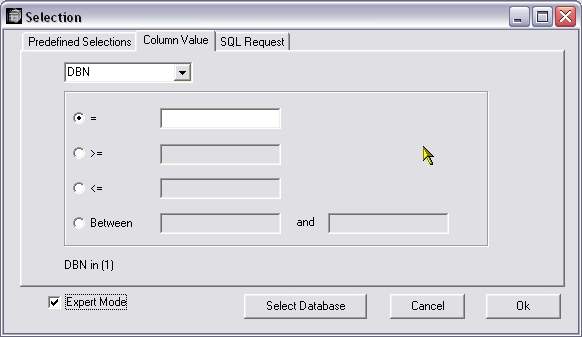 Selection
Predefined Selections Column Value SQL Request
DBN
=
>=
<=
Between and
DBN in (1)
Expert Mode Select Database Cancel Ok